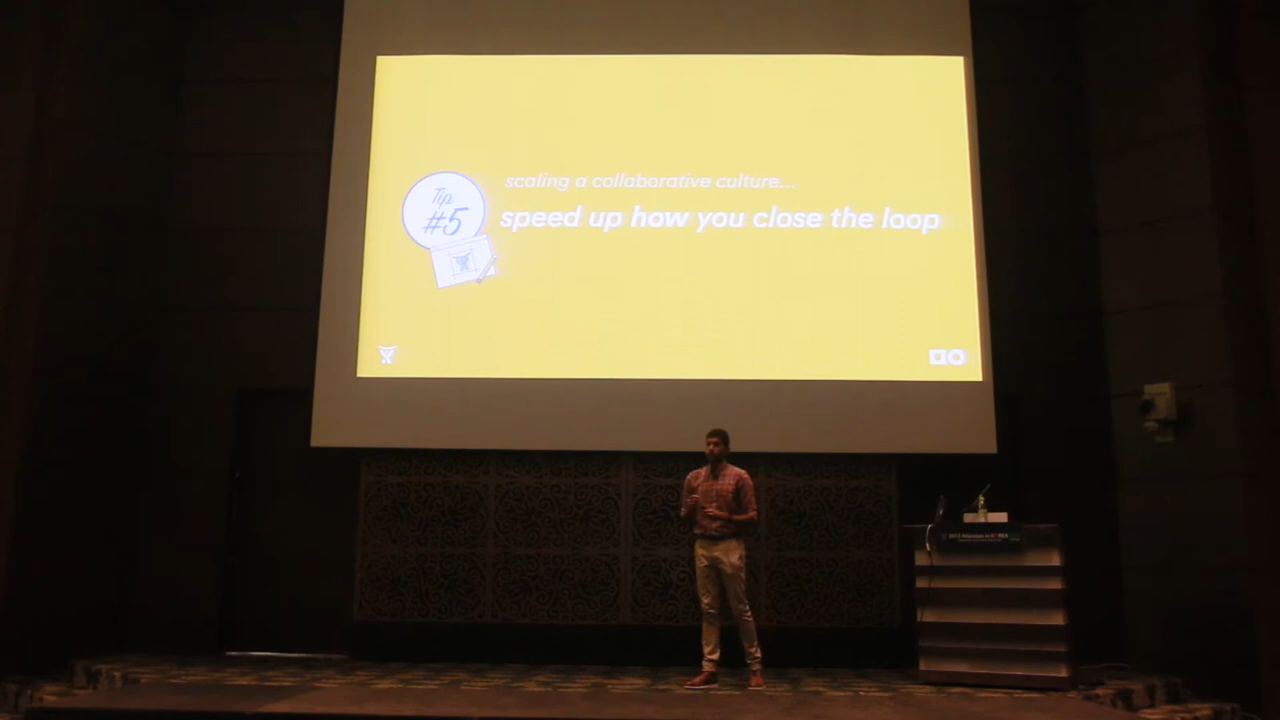 scaling a collaborative culture...
Tip
#5
speed up how you close the loop